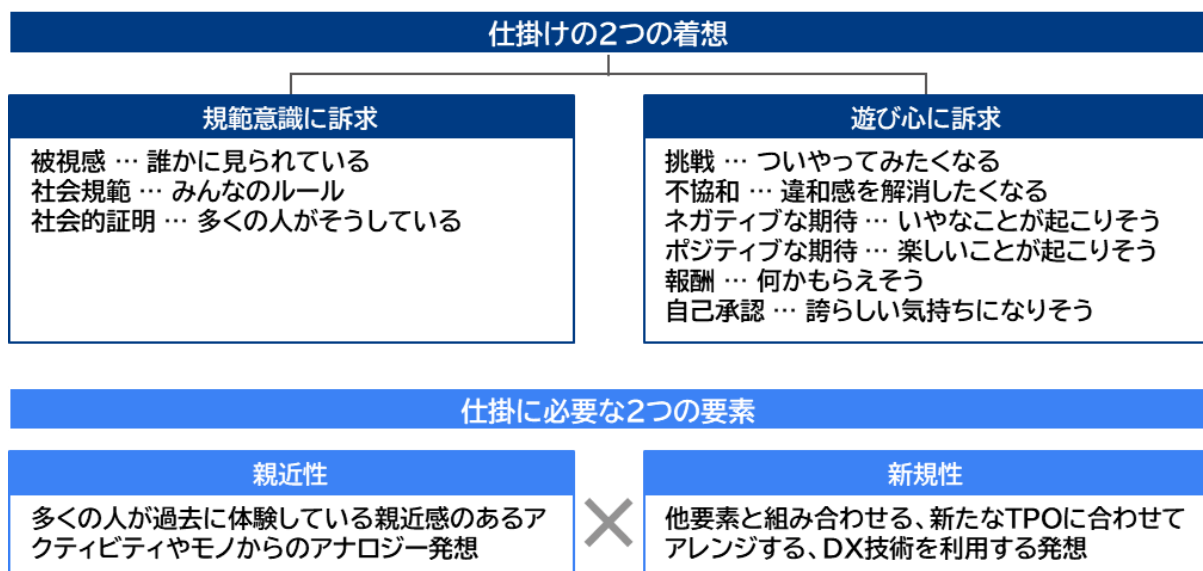 仕掛けの2つの着想
規範意識に訴求
被視感 … 誰かに見られている
社会規範 … みんなのルール
社会的証明 … 多くの人がそうしている
遊び心に訴求
挑戦 … ついやってみたくなる
不協和 … 違和感を解消したくなる
ネガティブな期待 … いやなことが起こりそう
ポジティブな期待 … 楽しいことが起こりそう
報酬 … 何かもらえそう
自己承認 … 誇らしい気持ちになりそう
仕掛に必要な2つの要素
親近性
多くの人が過去に体験している親近感のあるア
クティビティやモノからのアナロジー発想
×
新規性
他要素と組み合わせる、新たなTPOに合わせて
アレンジする、DX技術を利用する発想